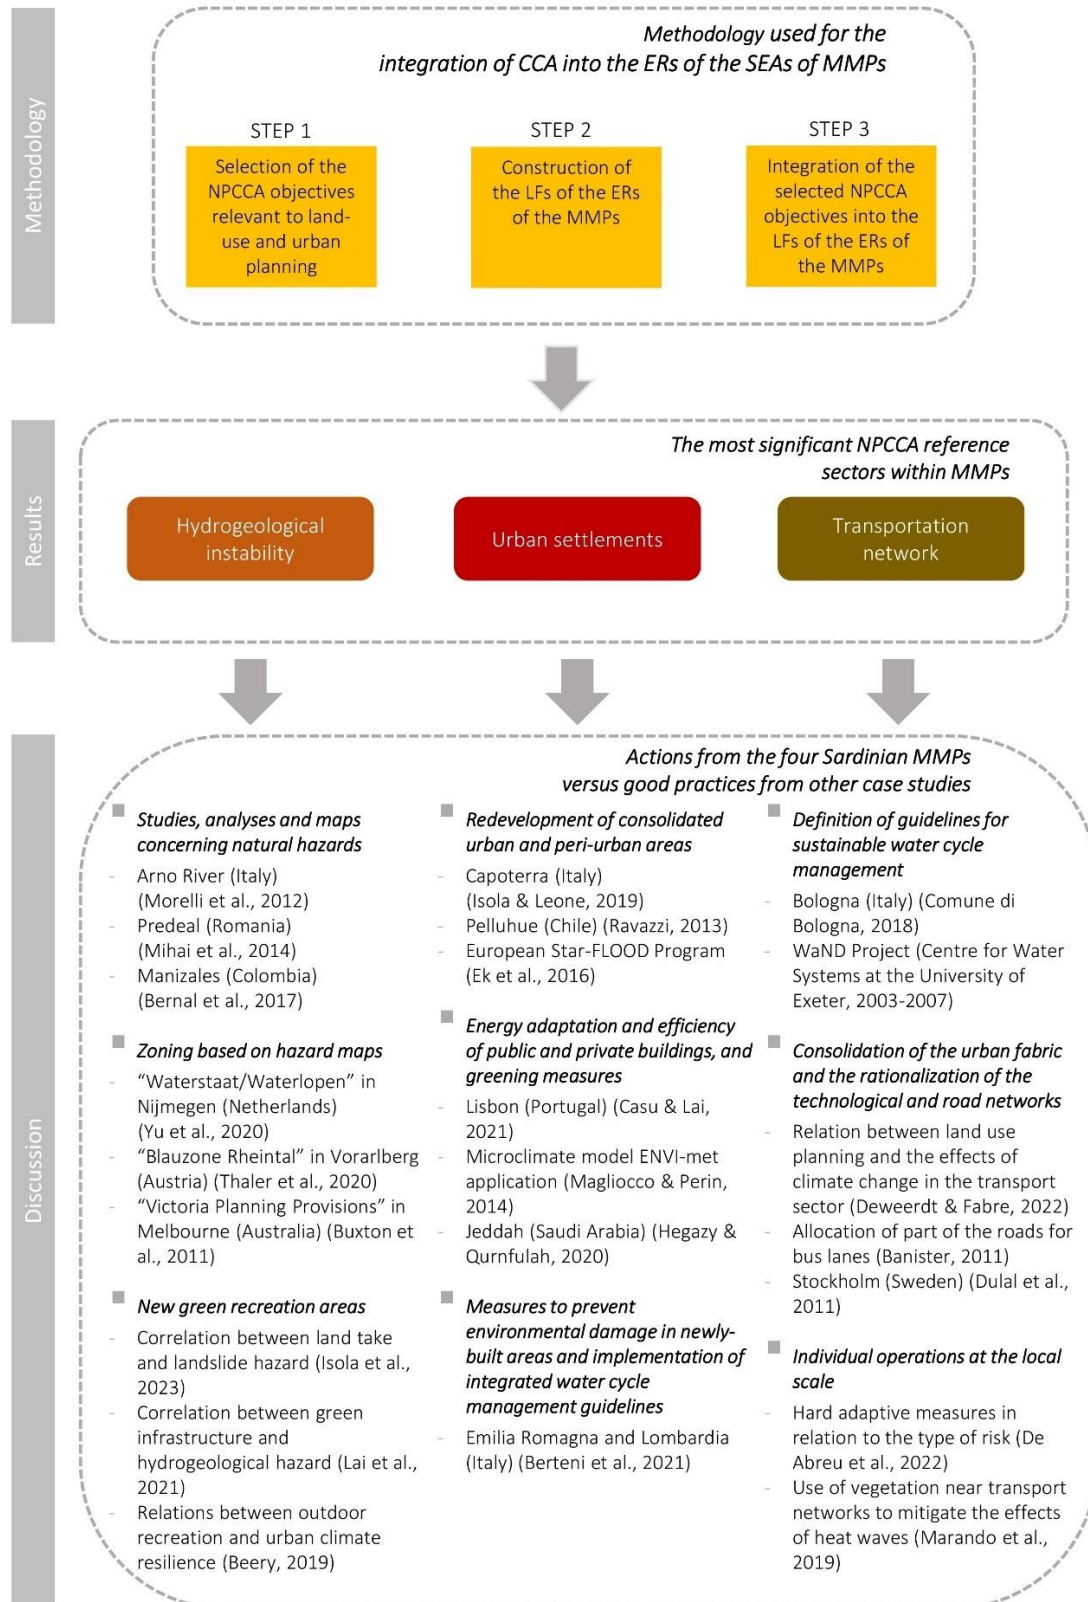 Methodology
Methodology used for the
integration of CCA into the ERs of the SEAs of MMPs
STEP 1
Selection of the
NPCCA objectives
relevant to land-
use and urban
planning
STEP 2
Construction of
the LFs of the ERs
of the MMPs
STEP 3
Integration of the
selected NPCCA
objectives into the
LFs of the ERs of
the MMPs
Results
The most significant NPCCA reference
sectors within MMPs
Hydrogeological
instability
Urban settlements
Transportation
network
Discussion
Actions from the four Sardinian MMPs
versus good practices from other case studies
Studies, analyses and maps
concerning natural hazards
- Arno River (Italy)
(Morelli et al., 2012)
- Predeal (Romania)
(Mihai et al., 2014)
- Manizales (Colombia)
(Bernal et al., 2017)
Zoning based on hazard maps
- “Waterstaat/Waterlopen” in
Nijmegen (Netherlands)
(Yu et al., 2020)
- “Blauzone Rheintal” in Vorarlberg
(Austria) (Thaler et al., 2020)
- “Victoria Planning Provisions” in
Melbourne (Australia) (Buxton et
al., 2011)
New green recreation areas
- Correlation between land take
and landslide hazard (Isola et al.,
2023)
- Correlation between green
infrastructure and
hydrogeological hazard (Lai et al.,
2021)
- Relations between outdoor
recreation and urban climate
resilience (Beery, 2019)
Redevelopment of consolidated
urban and peri-urban areas
- Capoterra (Italy)
(Isola & Leone, 2019)
- Pelluhue (Chile) (Ravazzi, 2013)
- European Star-FLOOD Program
(Ek et al., 2016)
Energy adaptation and efficiency
of public and private buildings, and
greening measures
- Lisbon (Portugal) (Casu & Lai,
2021)
- Microclimate model ENVI-met
application (Magliocco & Perin,
2014)
- Jeddah (Saudi Arabia) (Hegazy &
Qurnfulah, 2020)
Measures to prevent
environmental damage in newly-
built areas and implementation of
integrated water cycle
management guidelines
- Emilia Romagna and Lombardia
(Italy) (Berteni et al., 2021)
Definition of guidelines for
sustainable water cycle
management
- Bologna (Italy) (Comune di
Bologna, 2018)
- WaND Project (Centre for Water
Systems at the University of
Exeter, 2003-2007)
Consolidation of the urban fabric
and the rationalization of the
technological and road networks
- Relation between land use
planning and the effects of
climate change in the transport
sector (Deweerdt & Fabre, 2022)
- Allocation of part of the roads for
bus lanes (Banister, 2011)
- Stockholm (Sweden) (Dulal et al.,
2011)
Individual operations at the local
scale
- Hard adaptive measures in
relation to the type of risk (De
Abreu et al., 2022)
- Use of vegetation near transport
networks to mitigate the effects
of heat waves (Marando et al.,
2019)